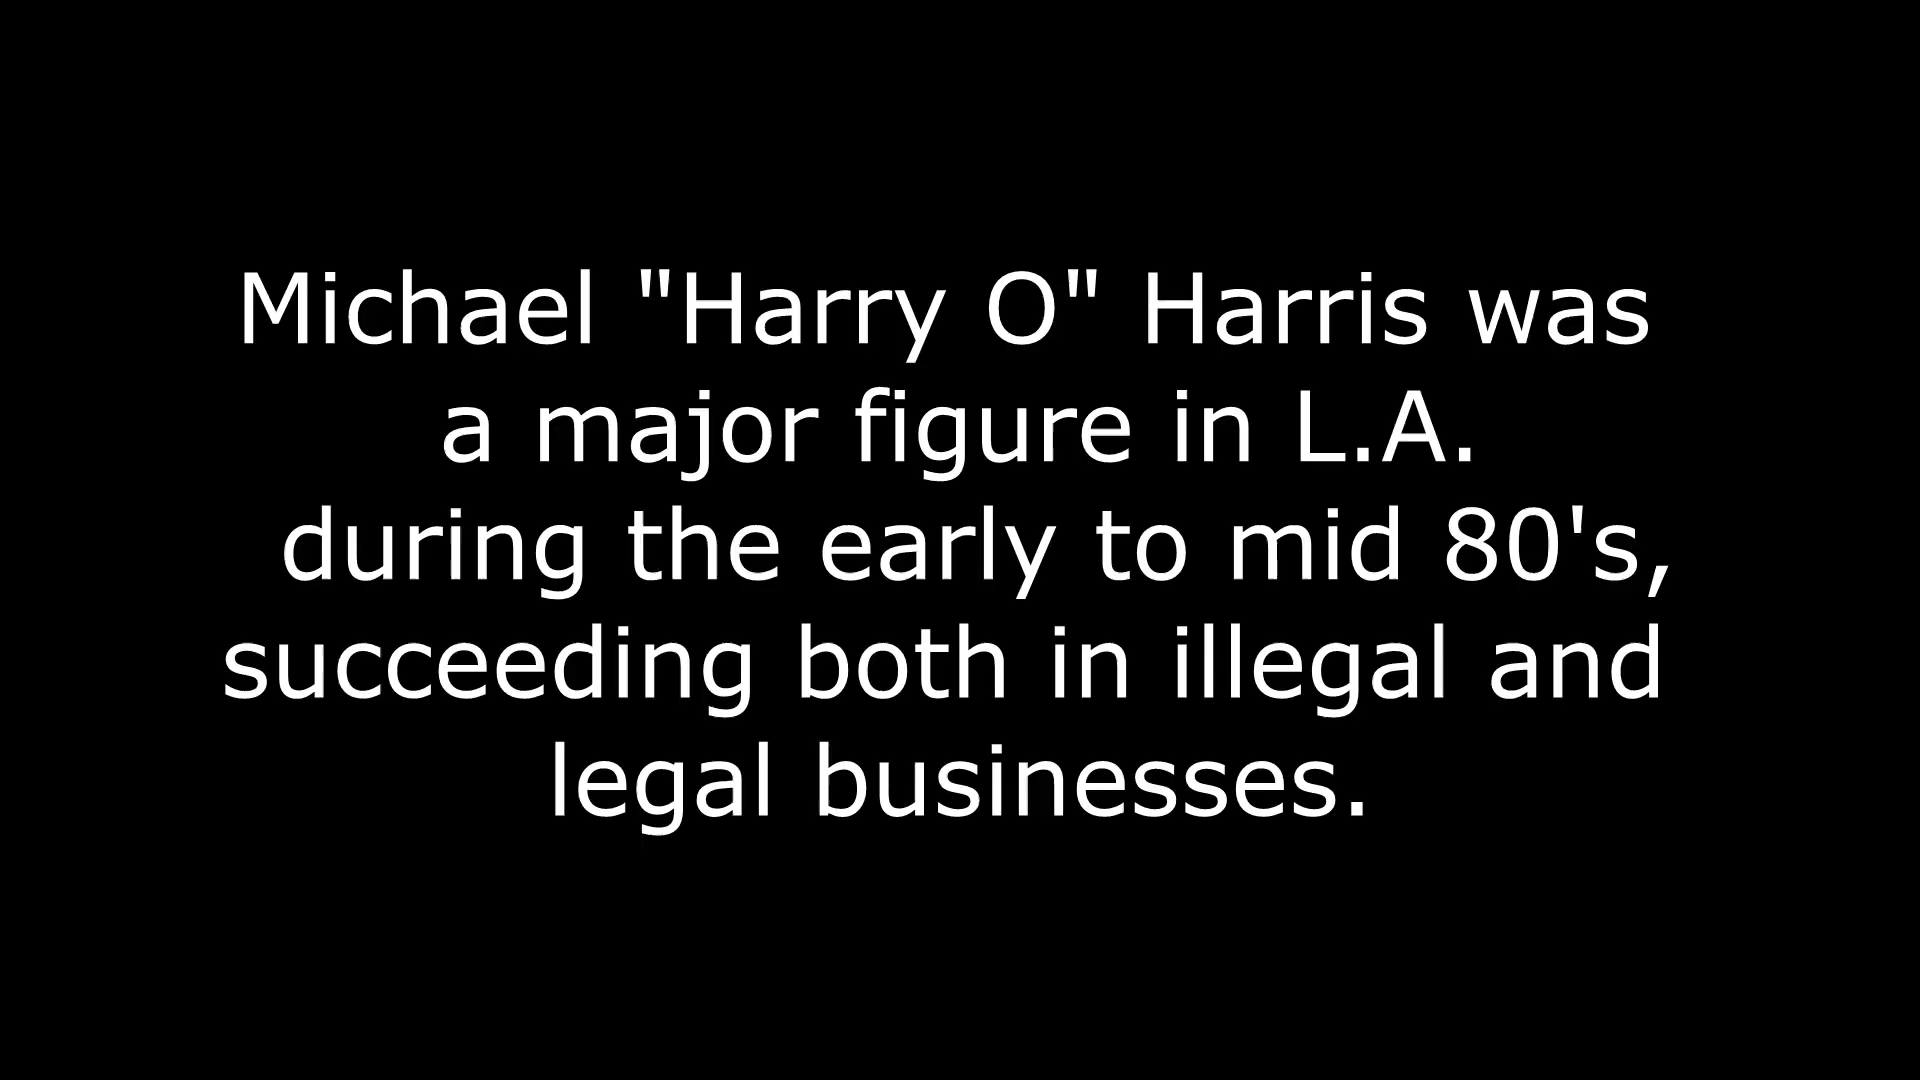 Michael "Harry O" Harris was
a major figure in L.A.
during the early to mid 80's,
succeeding both in illegal and
legal businesses.